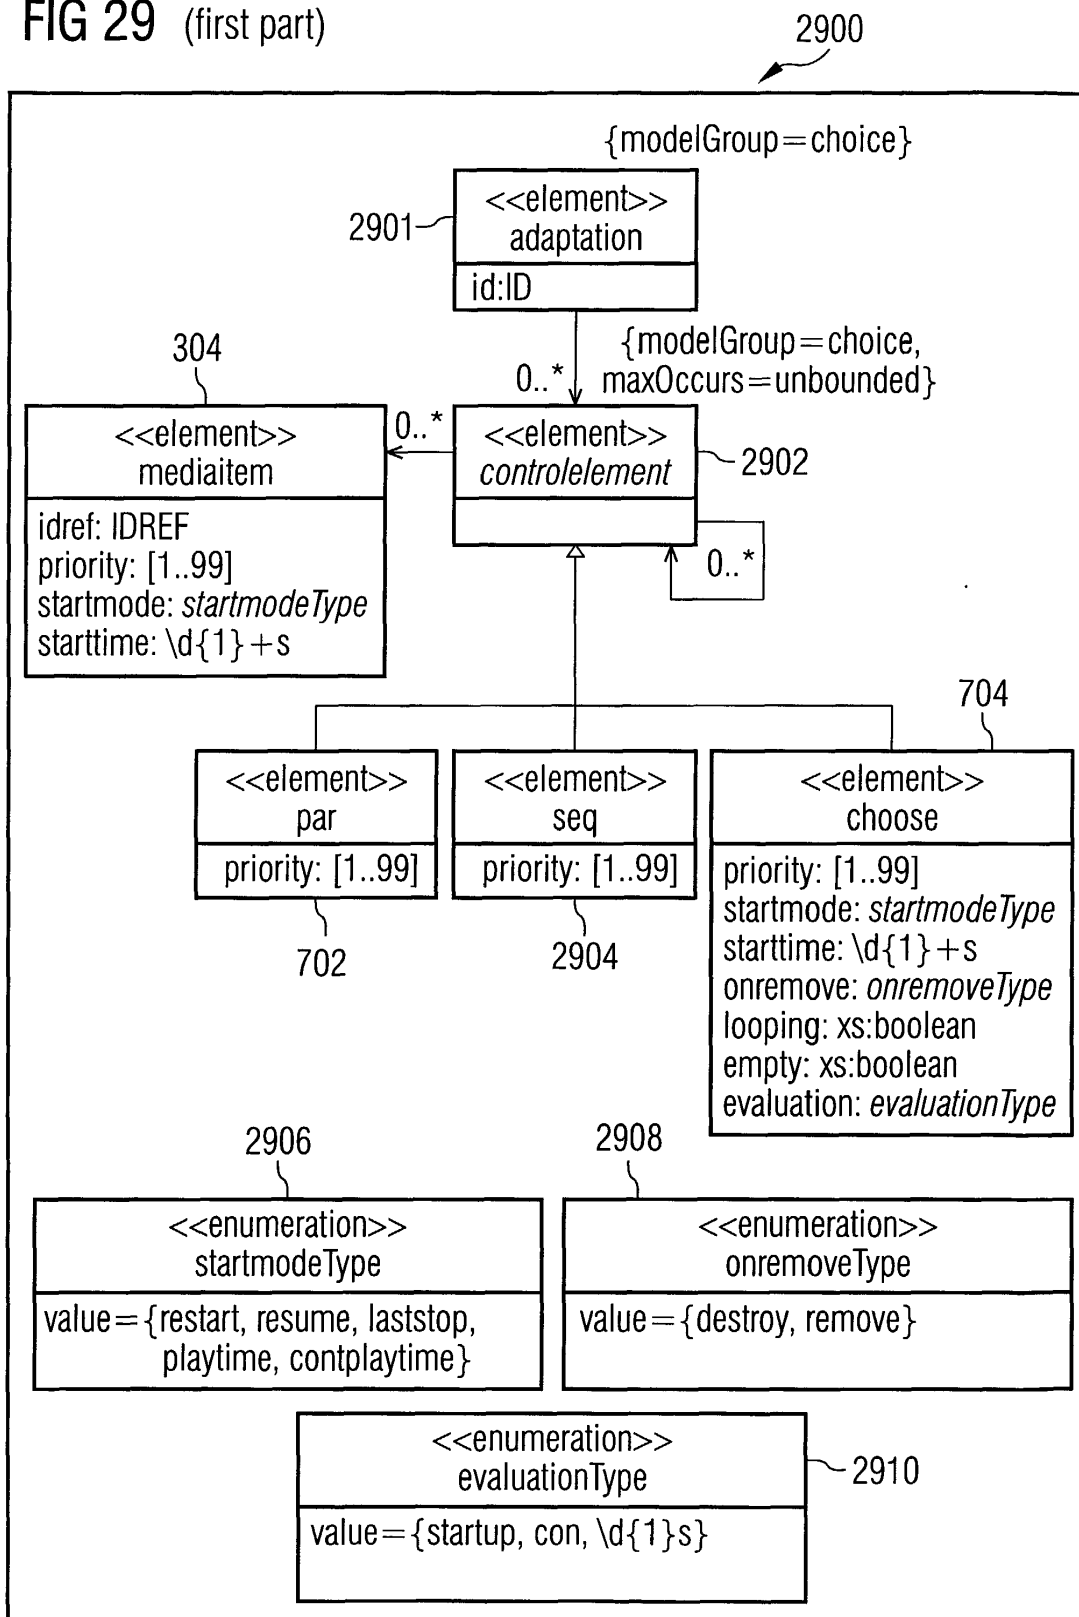 FIG 29 (first part)
2900
{modelGroup=choice}
<<element>>
adaptation
2901
id:ID
{modelGroup=choice,
maxOccurs=unbounded}
0..*
304
<<element>>
mediaitem
idref: IDREF
priority: [1..99]
startmode: startmodeType
starttime: \d{1}+s
0..*
<<element>>
controlelement
2902
0..*
<<element>>
par
priority: [1..99]
702
<<element>>
seq
priority: [1..99]
2904
704
<<element>>
choose
priority: [1..99]
startmode: startmodeType
starttime: \d{1}+s
onremove: onremoveType
looping: xs:boolean
empty: xs:boolean
evaluation: evaluationType
2906
<<enumeration>>
startmodeType
value={restart, resume, laststop,
playtime, contplaytime}
2908
<<enumeration>>
onremoveType
value={destroy, remove}
<<enumeration>>
evaluationType
2910
value={startup, con, \d{1}s}